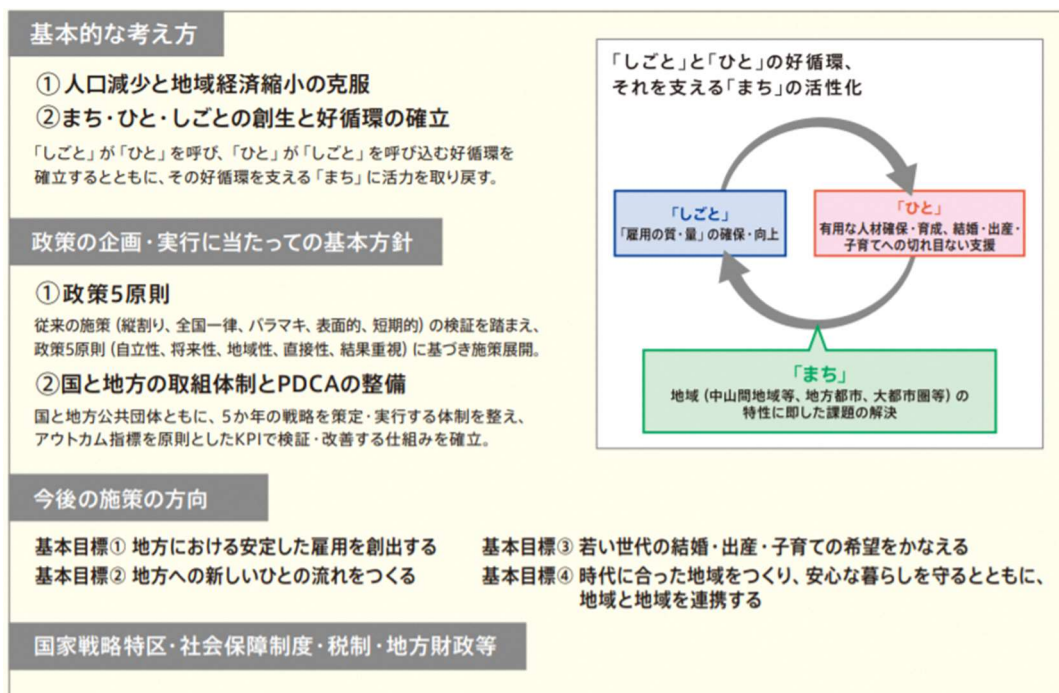 基本的な考え方
①人口減少と地域経済縮小の克服
②まち・ひと・しごとの創生と好循環の確立
「しごと」が「ひと」を呼び、「ひと」が「しごと」を呼び込む好循環を
確立するとともに、その好循環を支える「まち」に活力を取り戻す。
政策の企画・実行に当たっての基本方針
①政策5原則
従来の施策（縦割り、全国一律、バラマキ、表面的、短期的）の検証を踏まえ、
政策5原則（自立性、将来性、地域性、直接性、結果重視）に基づき施策展開。
②国と地方の取組体制とPDCAの整備
国と地方公共団体ともに、5か年の戦略を策定・実行する体制を整え、
アウトカム指標を原則としたKPIで検証・改善する仕組みを確立。
「しごと」と「ひと」の好循環、
それを支える「まち」の活性化
「しごと」
「雇用の質・量」の確保・向上
「ひと」
有用な人材確保・育成、結婚・出産・
子育てへの切れ目ない支援
「まち」
地域（中山間地域等、地方都市、大都市圏等）の
特性に即した課題の解決
今後の施策の方向
基本目標① 地方における安定した雇用を創出する
基本目標② 地方への新しいひとの流れをつくる
基本目標③ 若い世代の結婚・出産・子育ての希望をかなえる
基本目標④ 時代に合った地域をつくり、安心な暮らしを守るとともに、
地域と地域を連携する
国家戦略特区・社会保障制度・税制・地方財政等